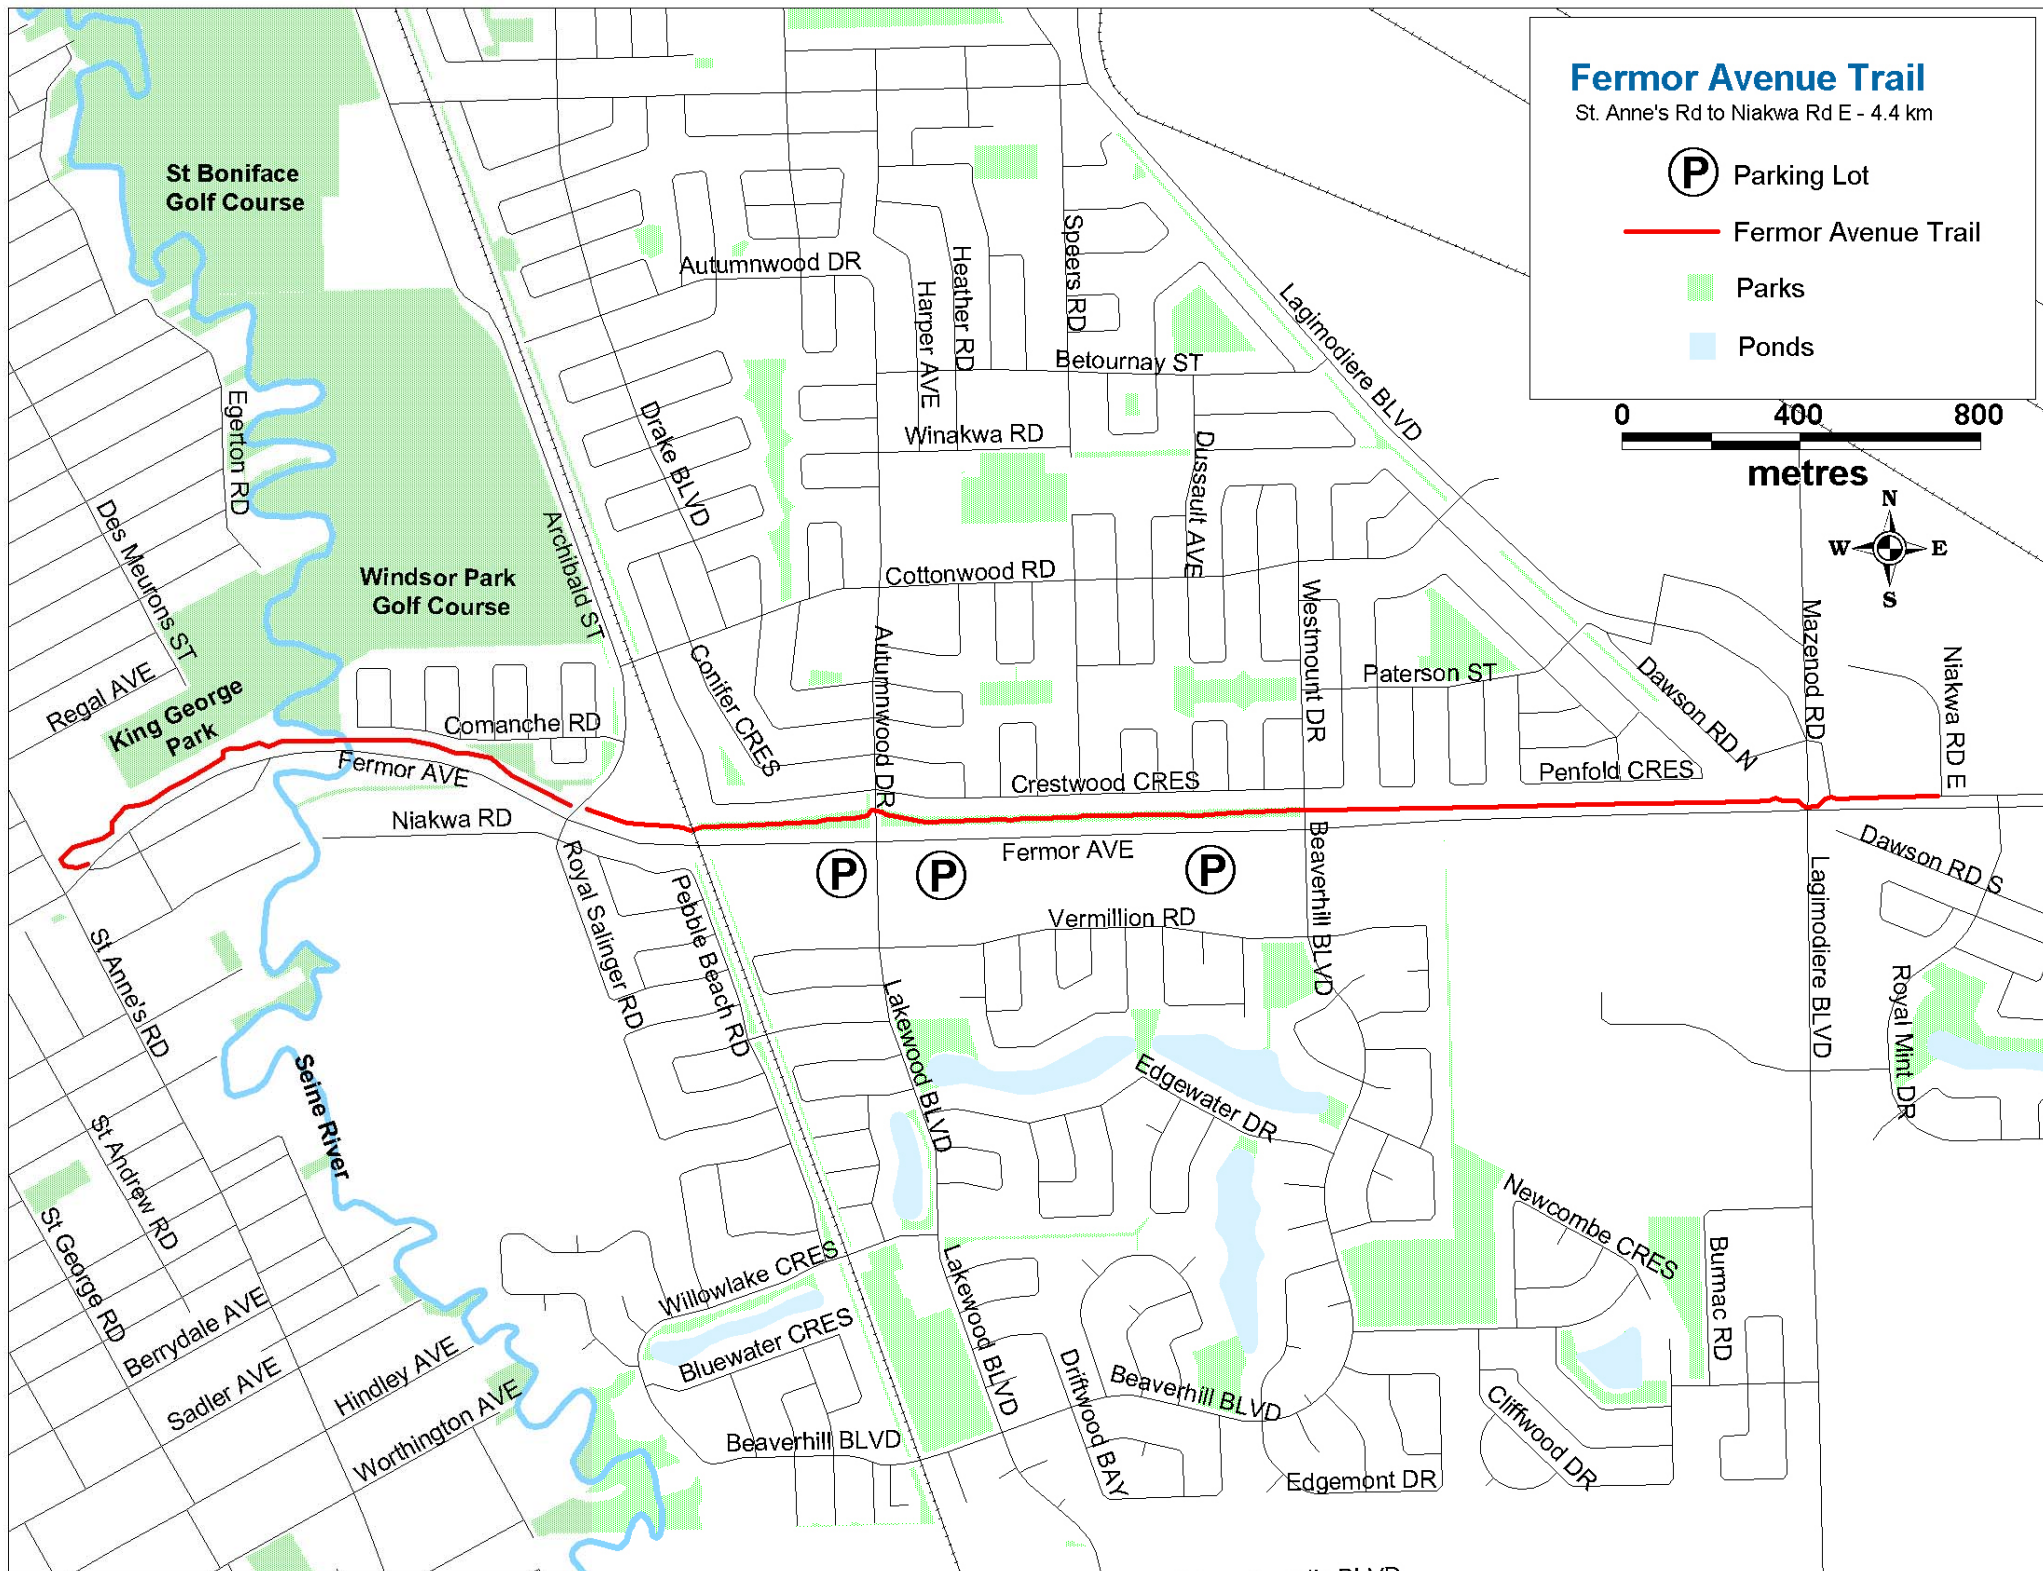 Fermor Avenue Trail
St. Anne's Rd to Niakwa Rd E - 4.4 km
P Parking Lot
Fermor Avenue Trail
Parks
Ponds
0 400 800
metres
N
W E
S
St Boniface
Golf Course
Autumnwood DR
Harper AVE
Heather RD
Speers RD
Lagimodiere BLVD
Betournay ST
Egerton RD
Drake BLVD
Winakwa RD
Dussault AVE
Des Meurons ST
Archibald ST
Windsor Park
Golf Course
Cottonwood RD
Westmount DR
Mazenod RD
Niakwa RD E
Regal AVE
King George
Park
Comanche RD
Conifer CRES
Autumnwood DR
Paterson ST
Dawson RD N
Fermor AVE
Crestwood CRES
Penfold CRES
Niakwa RD
Fermor AVE
P
P
P
Beaverhill BLVD
Dawson RD S
Royal Salinger RD
Pebble Beach RD
Vermillion RD
Lagimodiere BLVD
Royal Mint DR
St Anne's RD
Lakewood BLVD
Edgewater DR
Seine River
St Andrew RD
St George RD
Newcombe CRES
Burmac RD
Willowlake CRES
Lakewood BLVD
Bluewater CRES
Berrydale AVE
Sadler AVE
Hindley AVE
Worthington AVE
Driftwood BAY
Beaverhill BLVD
Beaverhill BLVD
Cliffwood DR
Edgemont DR